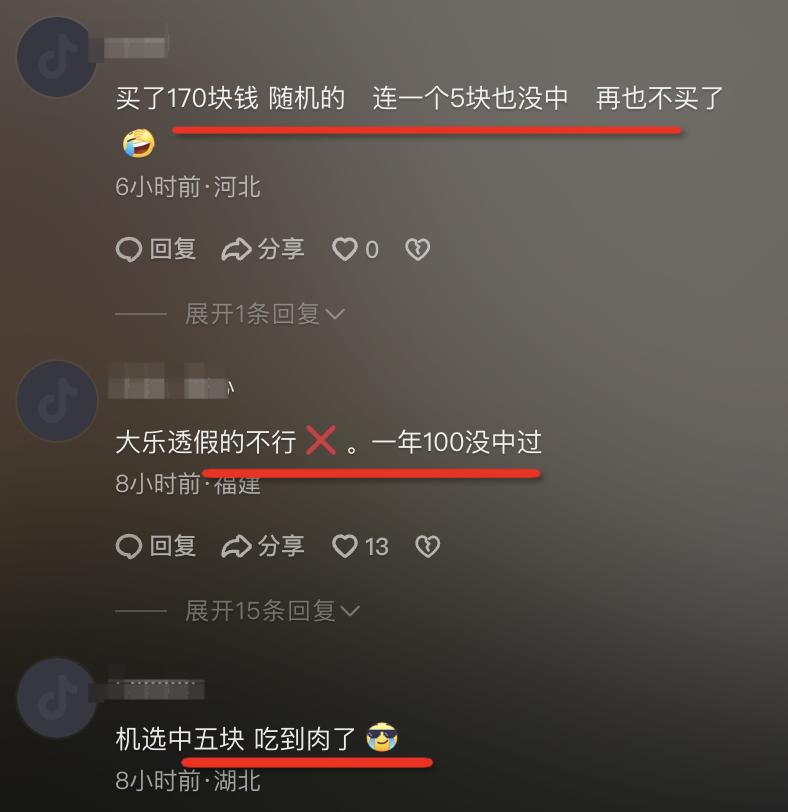 买了170块钱 随机的 连一个5块也没中 再也不买了
🤣
6小时前·河北
回复 分享 0
展开1条回复
大乐透假的不行❌。一年100没中过
8小时前·福建
回复 分享 13
展开15条回复
机选中五块 吃到肉了
8小时前·湖北